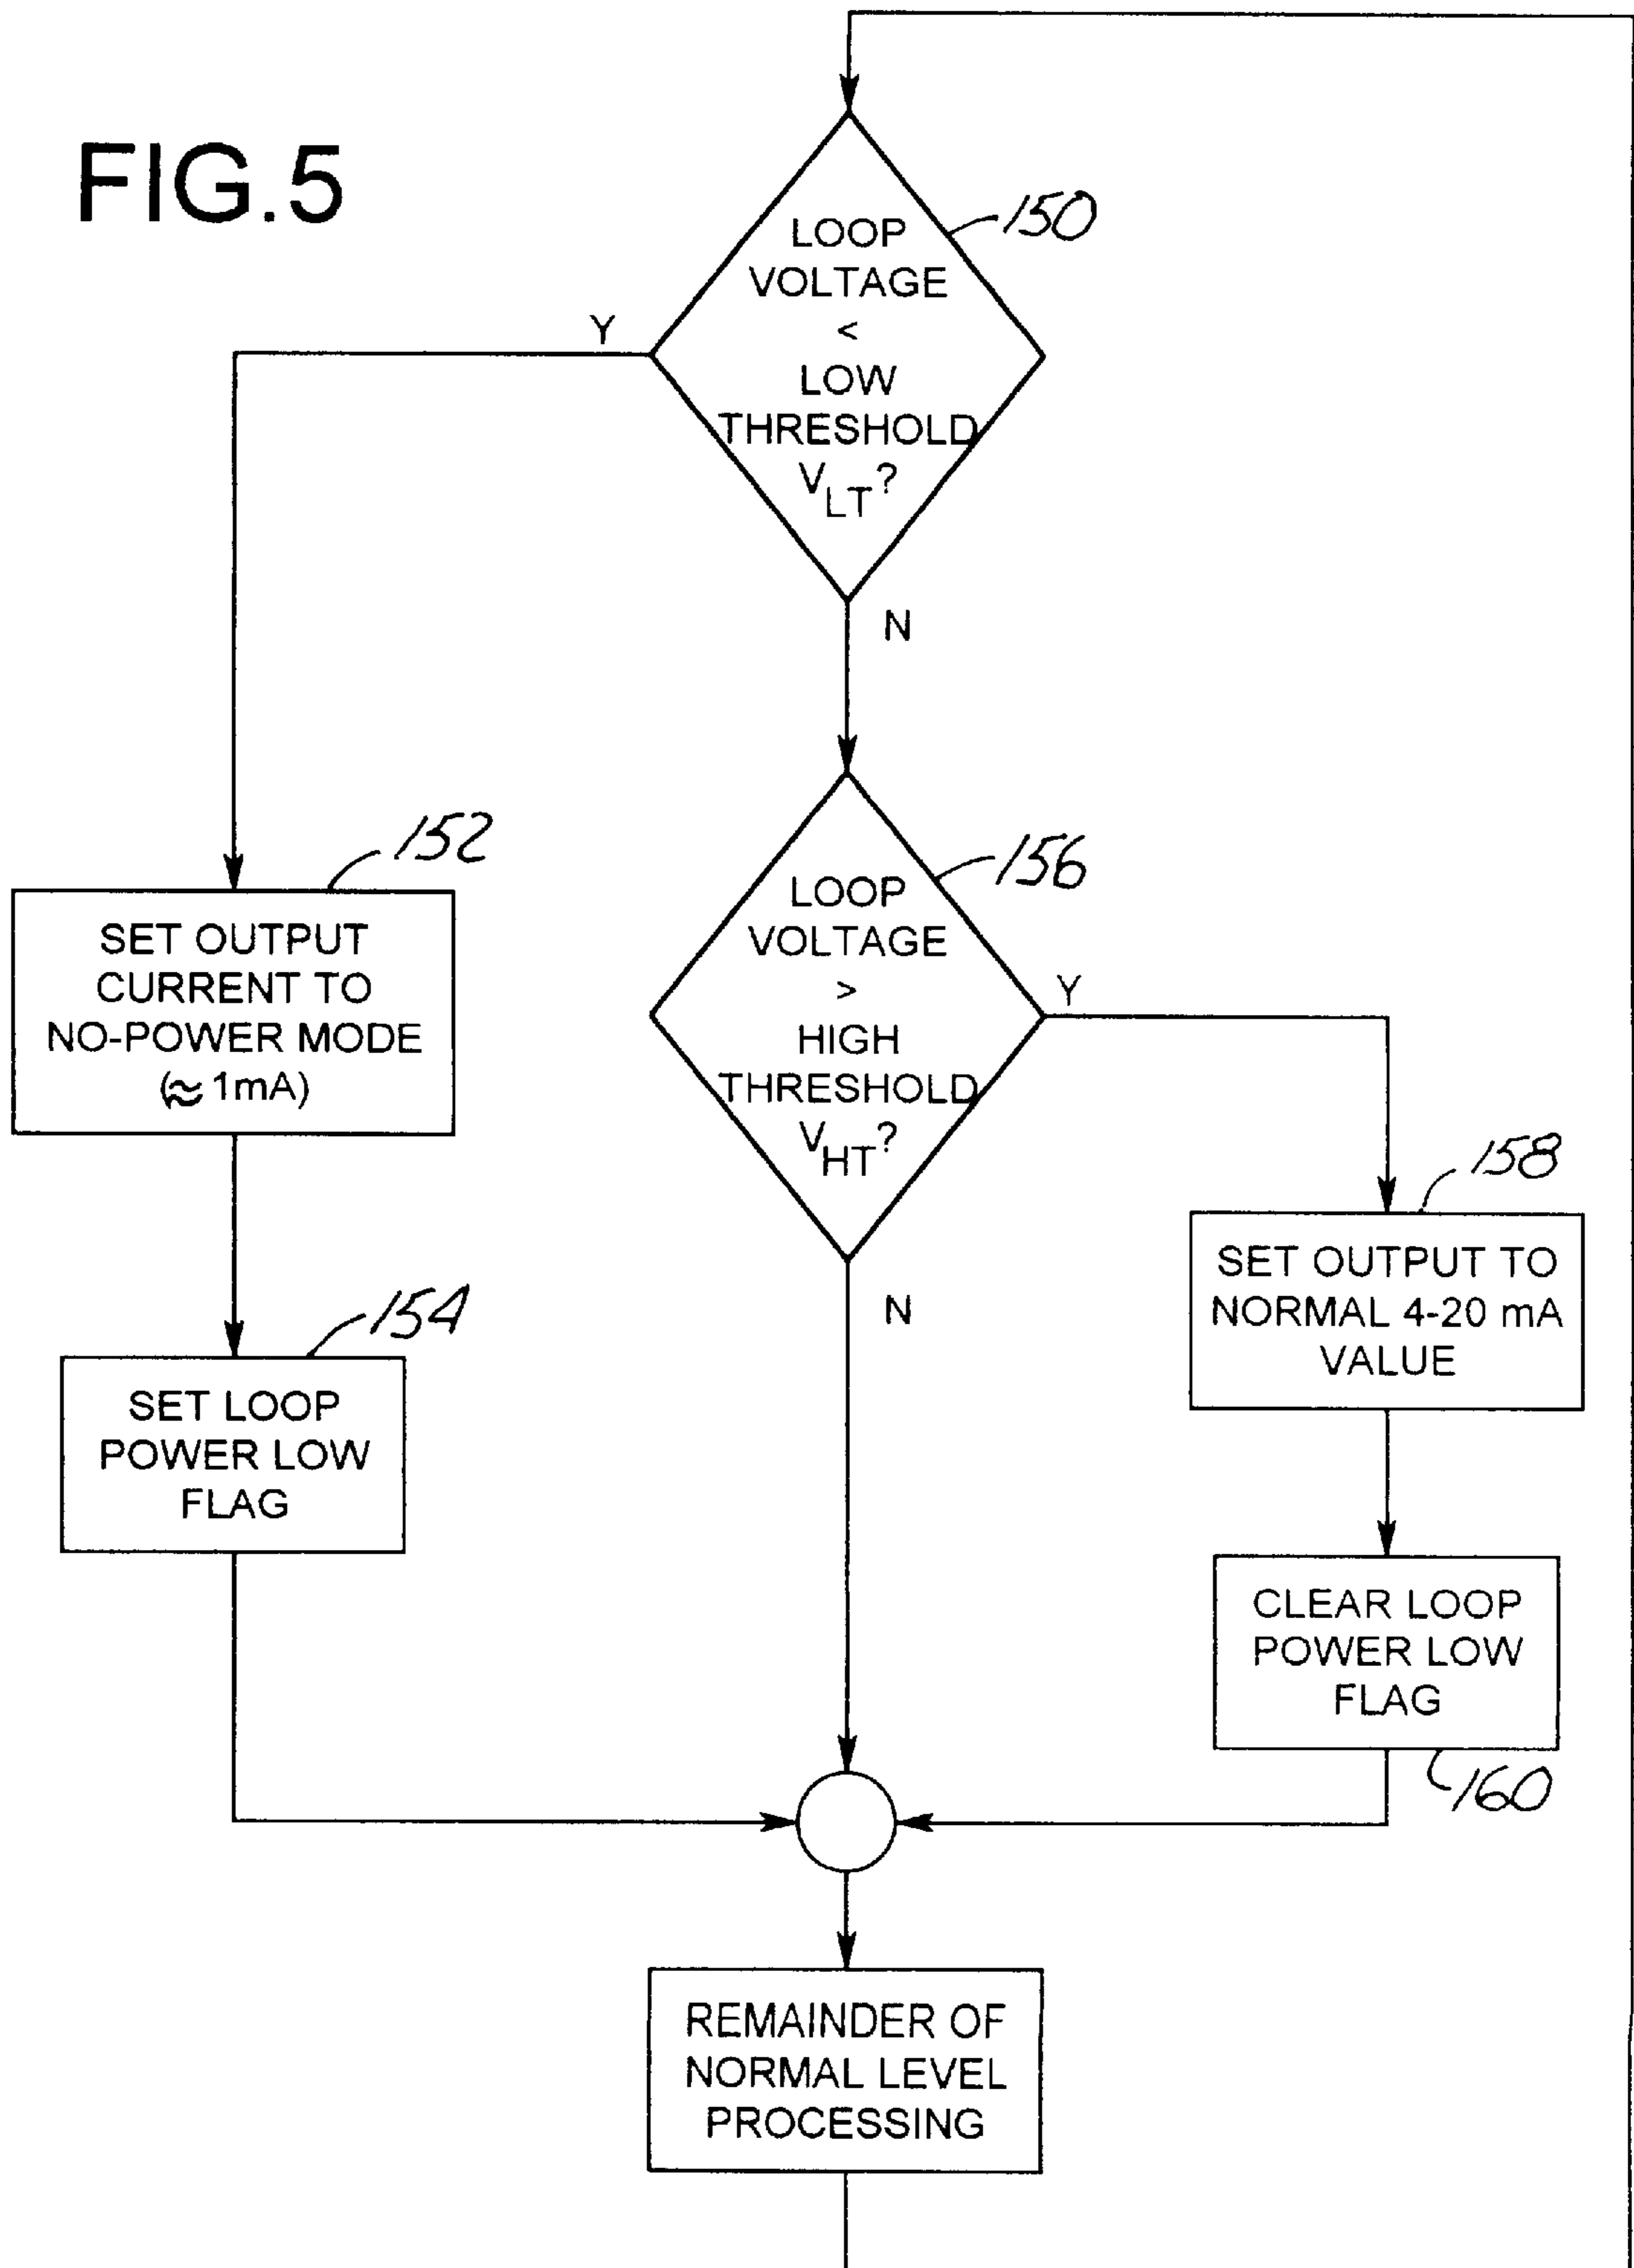 FIG.5
150
LOOP
VOLTAGE
<
LOW
THRESHOLD
VLT?
Y
N
152
SET OUTPUT
CURRENT TO
NO-POWER MODE
(≈ 1mA)
156
LOOP
VOLTAGE
>
HIGH
THRESHOLD
VHT?
Y
N
158
SET OUTPUT TO
NORMAL 4-20 mA
VALUE
154
SET LOOP
POWER LOW
FLAG
CLEAR LOOP
POWER LOW
FLAG
160
REMAINDER OF
NORMAL LEVEL
PROCESSING